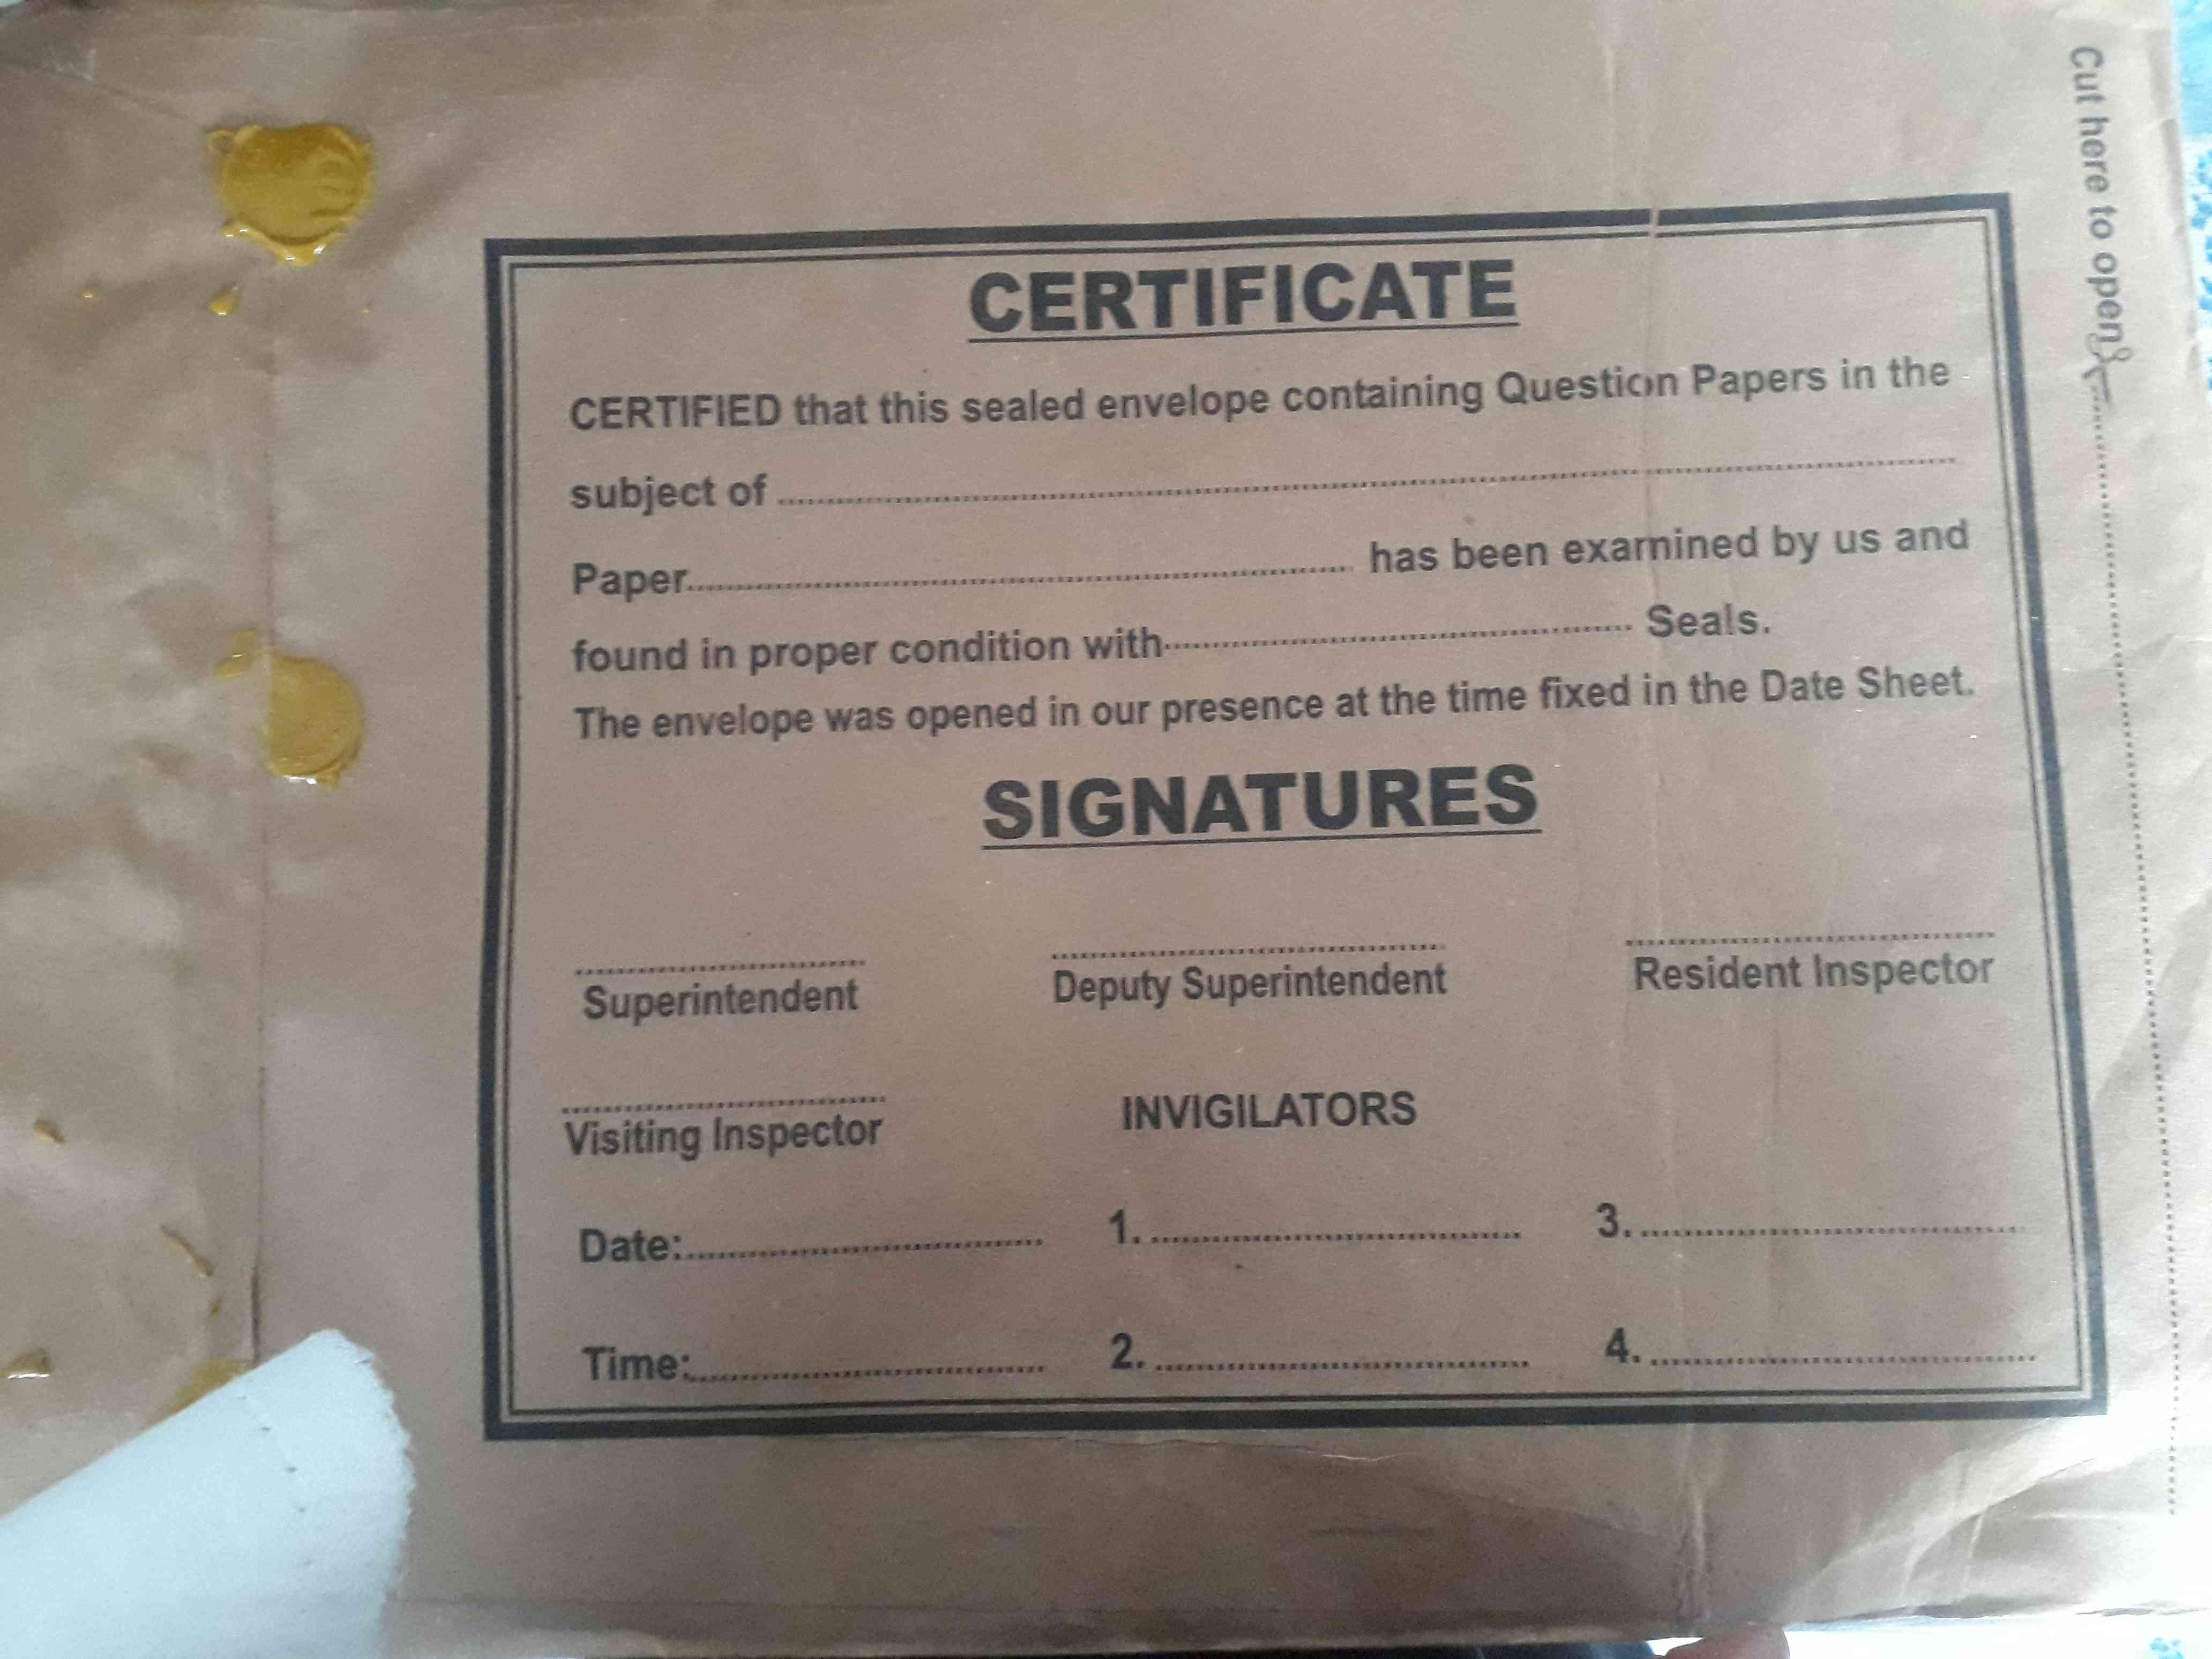 Cut here to open
CERTIFICATE
CERTIFIED that this sealed envelope containing Question Papers in the
subject of ........................................
Paper........................................ has been examined by us and
found in proper condition with.............................. Seals.
The envelope was opened in our presence at the time fixed in the Date Sheet.
SIGNATURES
Superintendent Deputy Superintendent Resident Inspector
Visiting Inspector INVIGILATORS
Date:.................... 1. .................... 3. ....................
Time:.................... 2. .................... 4. ....................